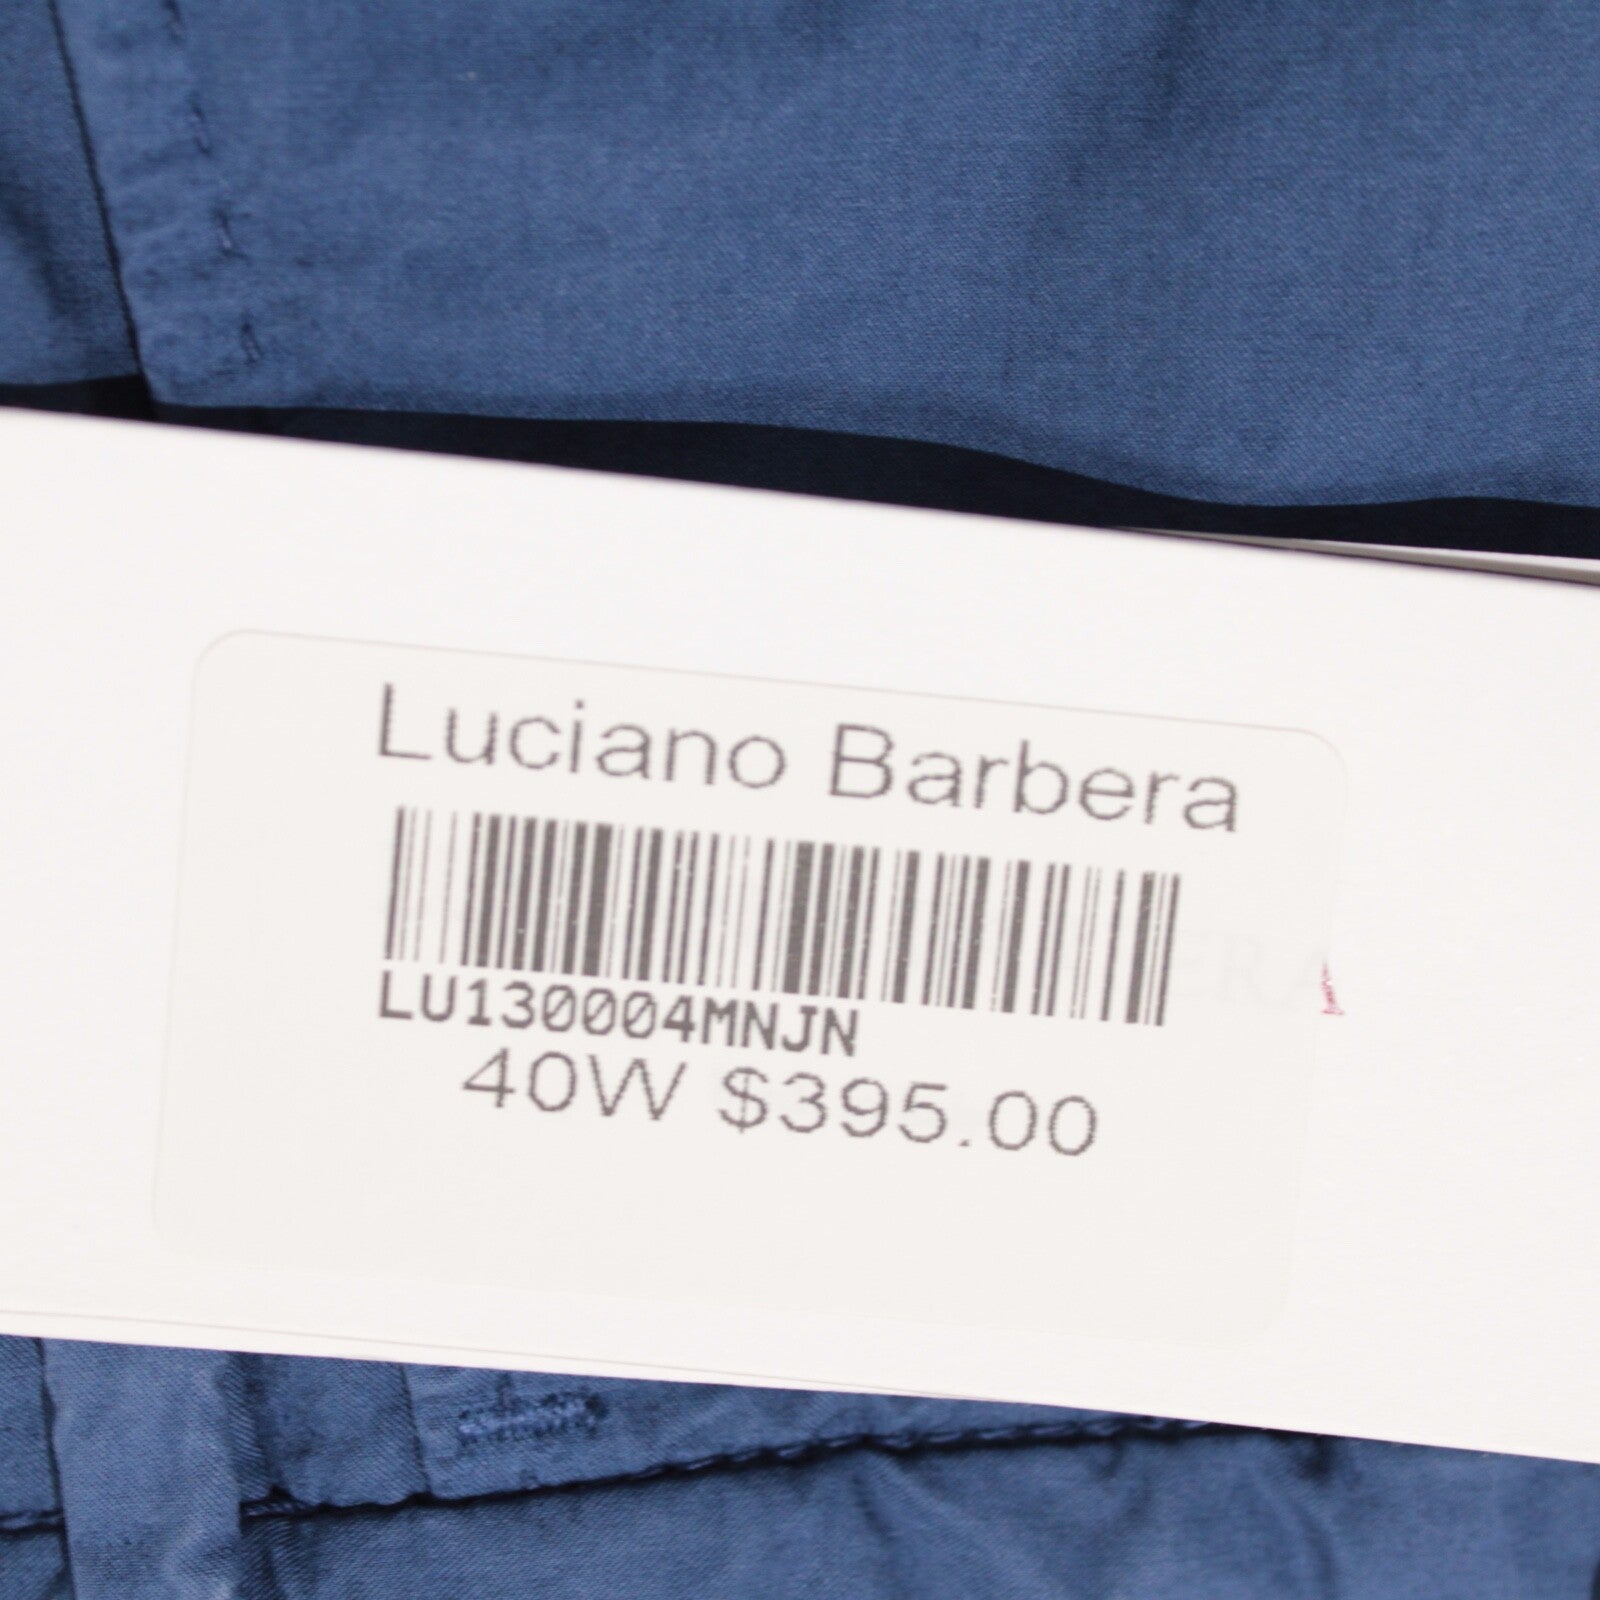 Luciano Barbera
LU130004MNJN
40W $395.00